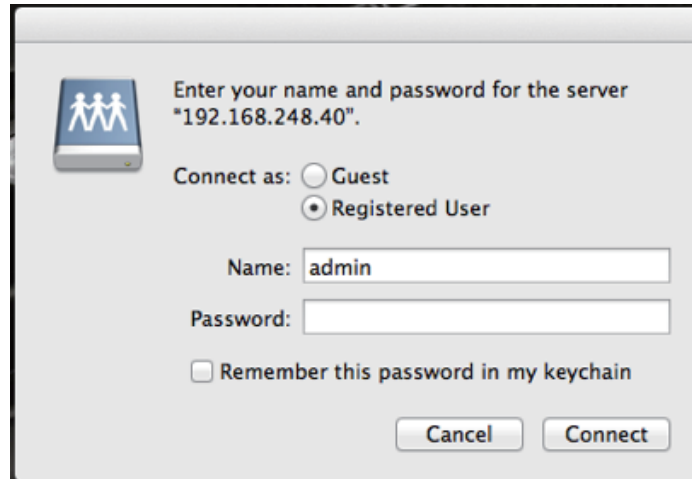 Enter your name and password for the server
"192.168.248.40".
Connect as: Guest
Registered User
Name: admin
Password:
Remember this password in my keychain
Cancel Connect